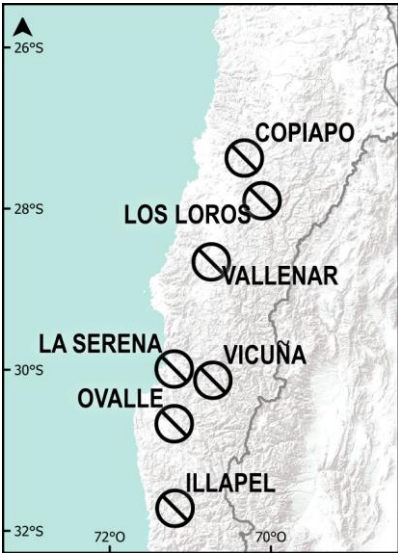 26°S
COPIAPO
28°S
LOS LOROS
VALLENAR
LA SERENA
VICUÑA
30°S
OVALLE
ILLAPEL
32°S
72°O
70°O